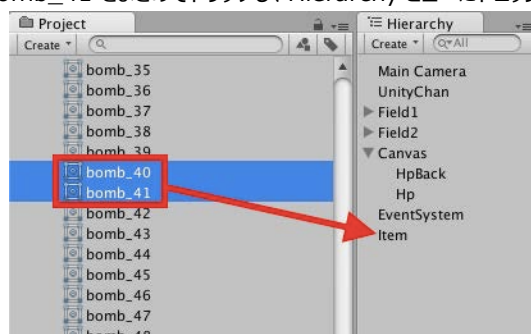 Project
Create
bomb_35
bomb_36
bomb_37
bomb_38
bomb_39
bomb_40
bomb_41
bomb_42
bomb_43
bomb_44
bomb_45
bomb_46
bomb_47
Hierarchy
Create
All
Main Camera
UnityChan
Field1
Field2
Canvas
HpBack
Hp
EventSystem
Item